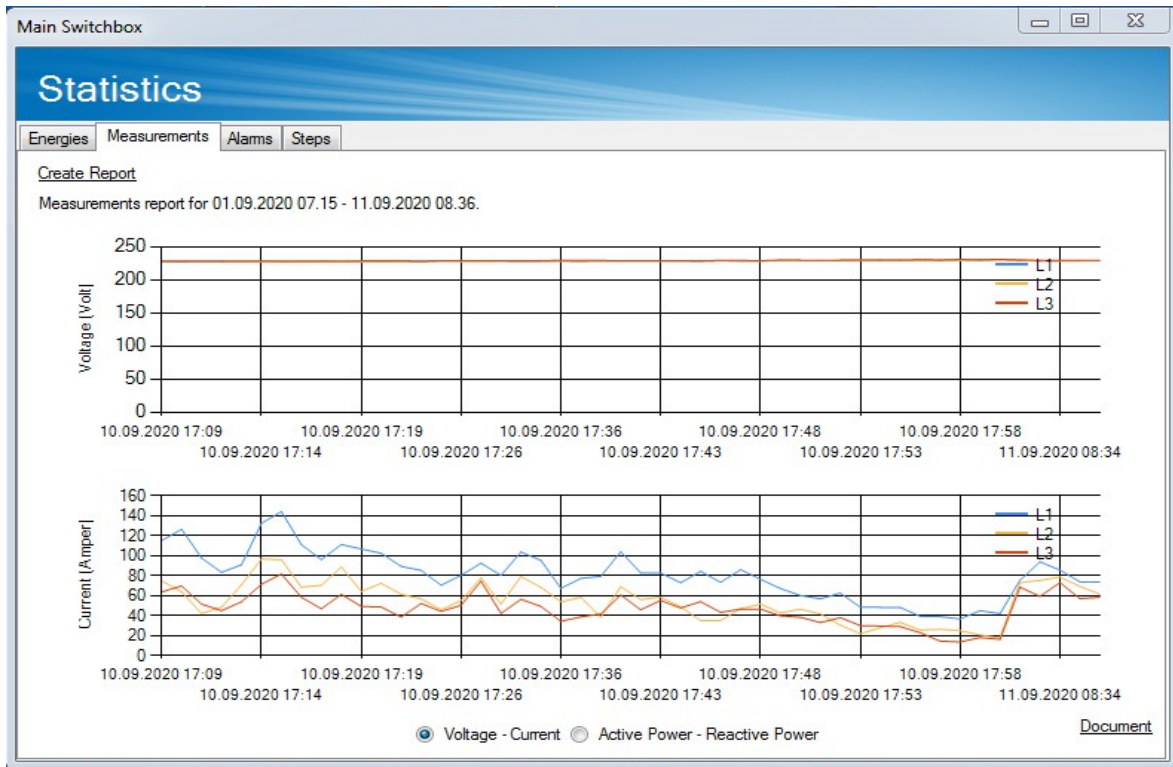 Main Switchbox
Statistics
Energies Measurements Alarms Steps
Create Report
Measurements report for 01.09.2020 07.15 - 11.09.2020 08.36.
Voltage [Volt]
250
200
150
100
50
0
L1
L2
L3
10.09.2020 17:09 10.09.2020 17:19 10.09.2020 17:36 10.09.2020 17:48 10.09.2020 17:58
10.09.2020 17:14 10.09.2020 17:26 10.09.2020 17:43 10.09.2020 17:53 11.09.2020 08:34
Current [Amper]
160
140
120
100
80
60
40
20
0
L1
L2
L3
10.09.2020 17:09 10.09.2020 17:19 10.09.2020 17:36 10.09.2020 17:48 10.09.2020 17:58
10.09.2020 17:14 10.09.2020 17:26 10.09.2020 17:43 10.09.2020 17:53 11.09.2020 08:34
Voltage - Current Active Power - Reactive Power
Document